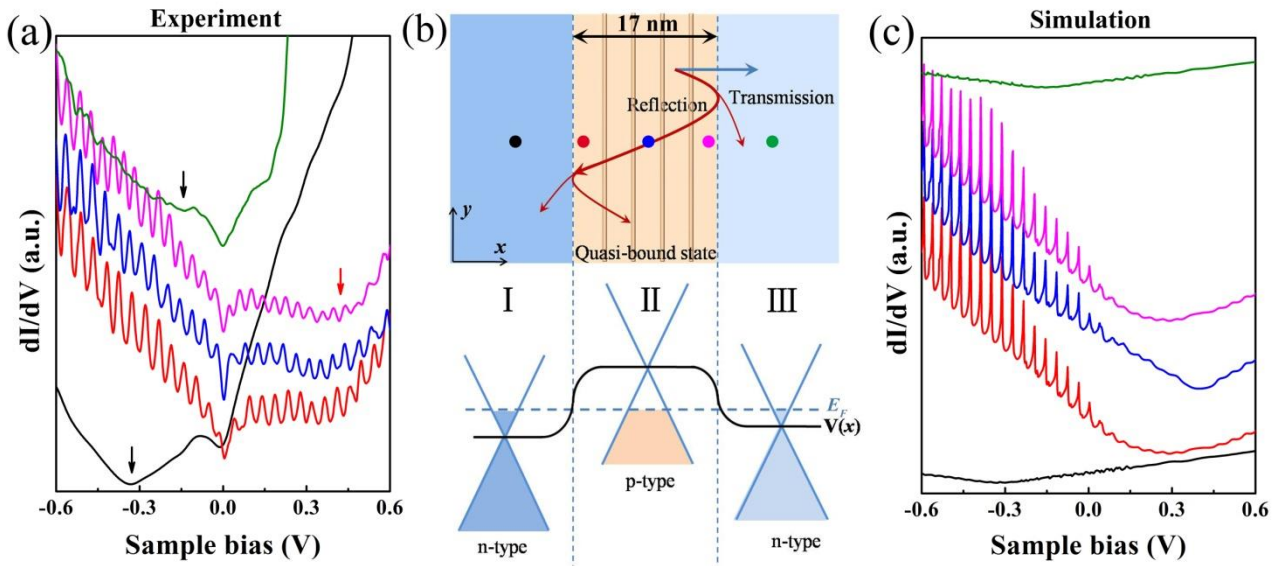 (a)
Experiment
dI/dV (a.u.)
-0.6 -0.3 0.0 0.3 0.6
Sample bias (V)
(b)
17 nm
Reflection
Transmission
y
x
Quasi-bound state
I II III
E_F
V(x)
p-type
n-type
n-type
(c)
Simulation
dI/dV (a.u.)
-0.6 -0.3 0.0 0.3 0.6
Sample bias (V)